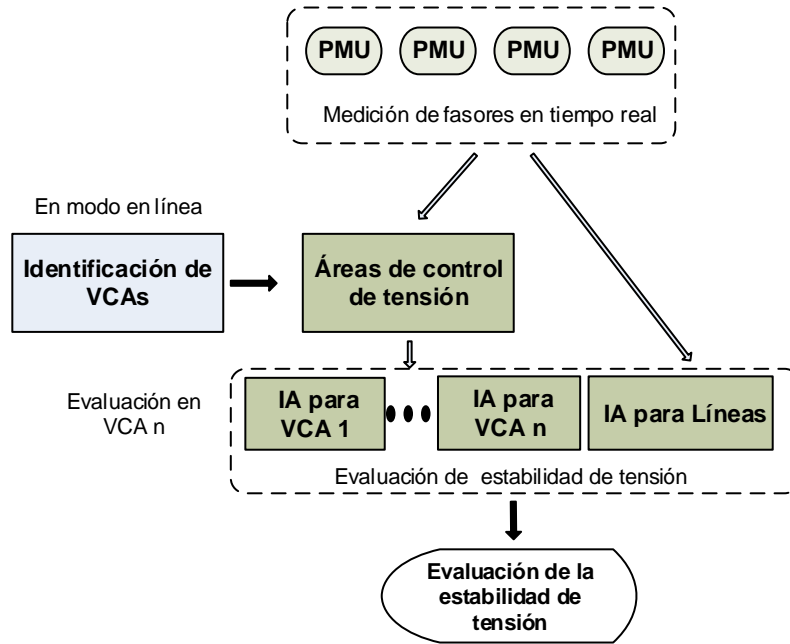 PMU PMU PMU PMU
Medición de fasores en tiempo real
En modo en línea
Identificación de
VCAs
Áreas de control
de tensión
Evaluación en
VCA n
IA para
VCA 1
IA para
VCA n
IA para Líneas
Evaluación de estabilidad de tensión
Evaluación de la
estabilidad de
tensión